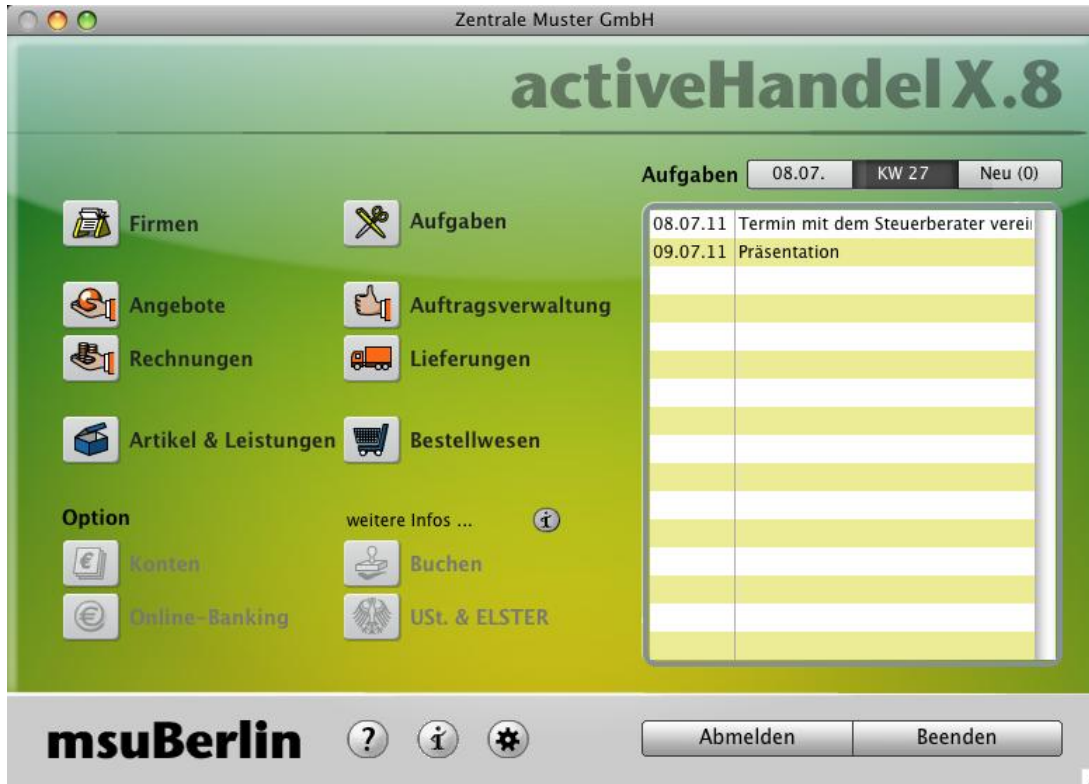 Zentrale Muster GmbH
activeHandel X.8
Aufgaben 08.07. KW 27 Neu (0)
Firmen Aufgaben
Angebote Auftragsverwaltung
Rechnungen Lieferungen
Artikel & Leistungen Bestellwesen
Option weitere Infos ...
Konten Buchen
Online-Banking USt. & ELSTER
08.07.11 Termin mit dem Steuerberater verei
09.07.11 Präsentation
msuBerlin ? i Abmelden Beenden